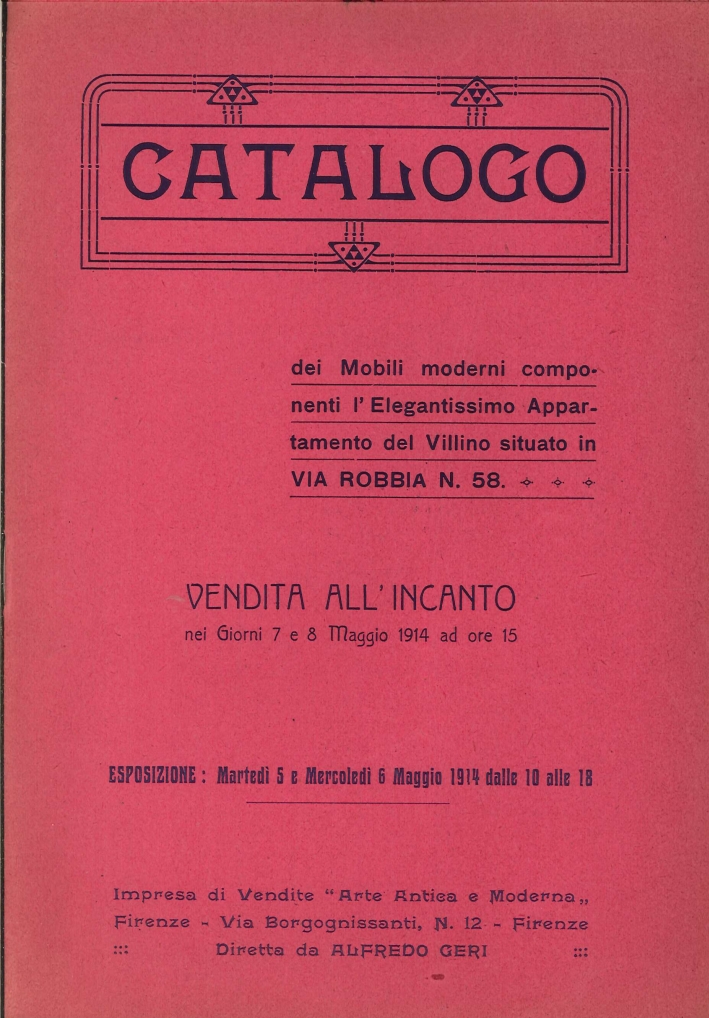 CATALOGO
dei Mobili moderni compo-
nenti l' Elegantissimo Appar-
tamento del Villino situato in
VIA ROBBIA N. 58.
VENDITA ALL' INCANTO
nei Giorni 7 e 8 Maggio 1914 ad ore 15
ESPOSIZIONE : Martedì 5 e Mercoledì 6 Maggio 1914 dalle 10 alle 18
Impresa di Vendite “Arte Antica e Moderna„
Firenze - Via Borgognissanti, N. 12 - Firenze
::: Diretta da ALFREDO GERI :::